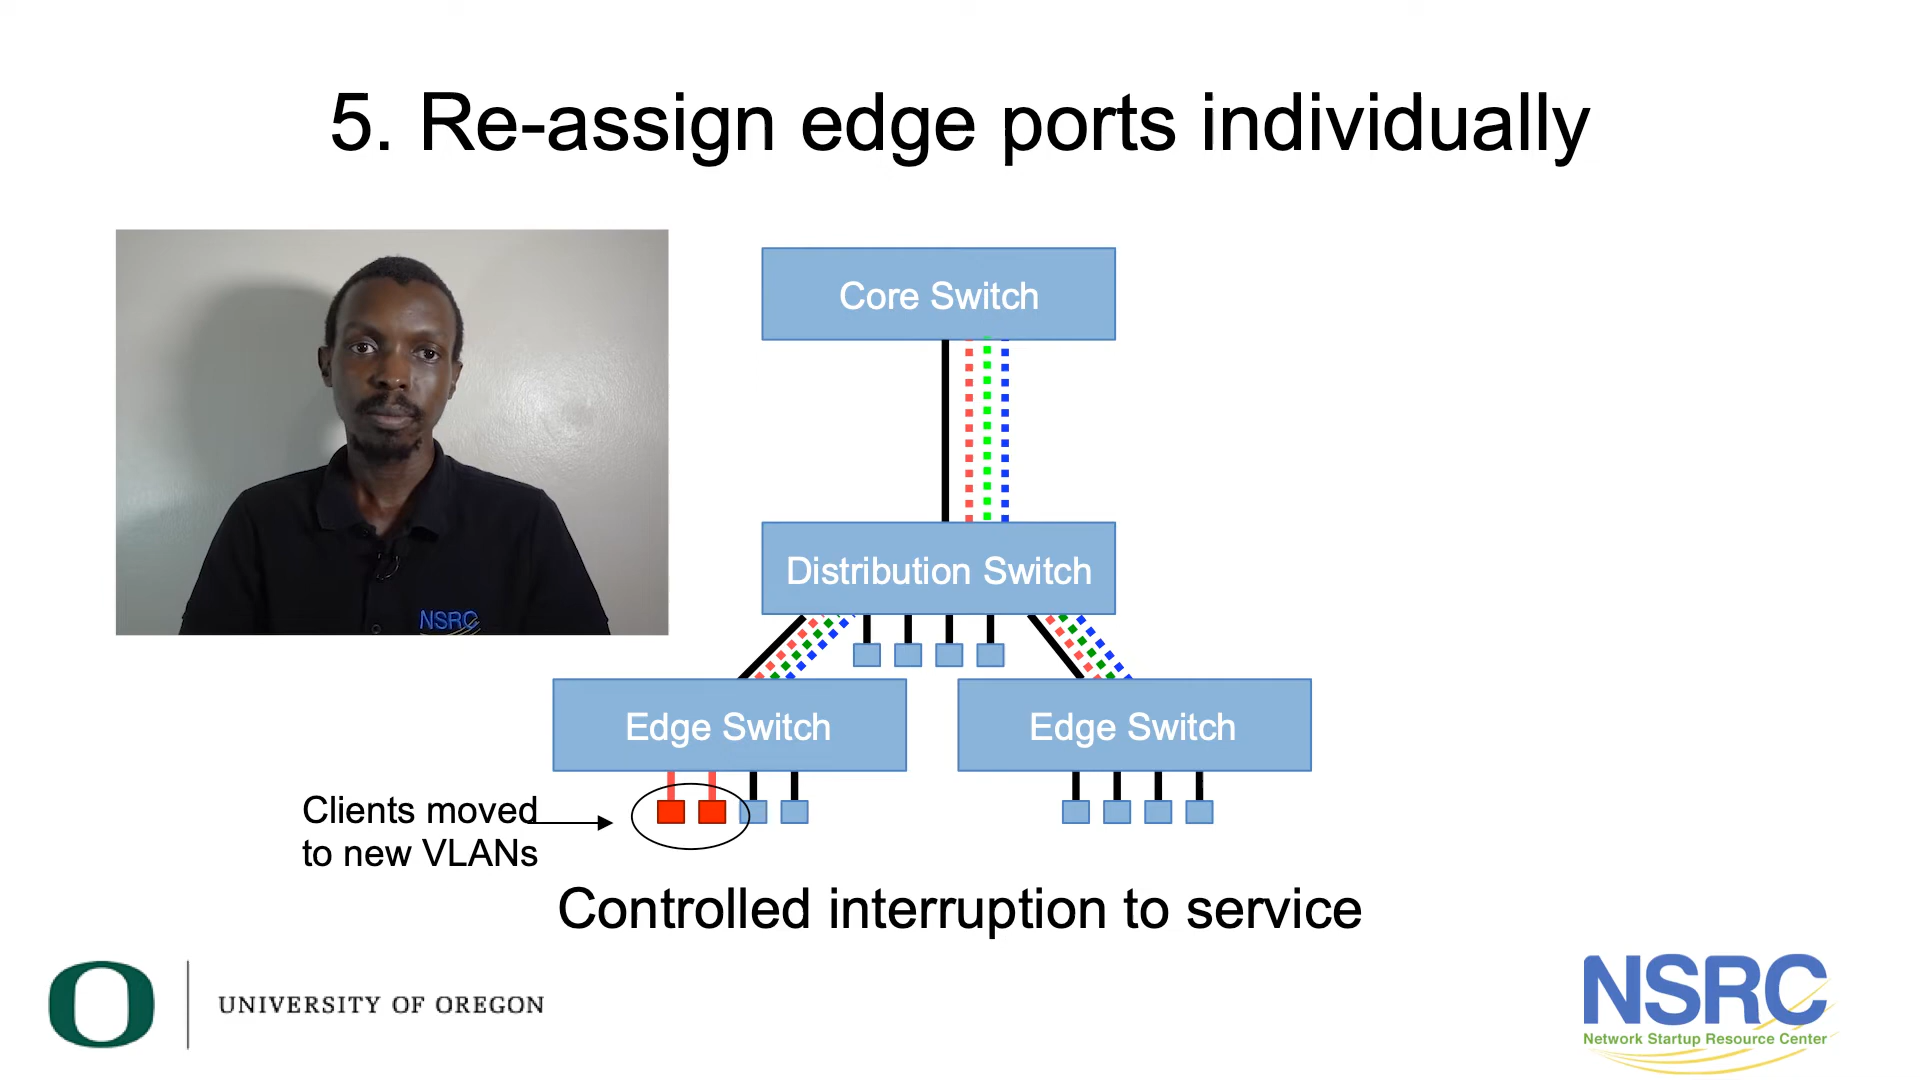 5. Re-assign edge ports individually
Core Switch
Distribution Switch
NSRC
Edge Switch
Edge Switch
Clients moved
to new VLANs
Controlled interruption to service
UNIVERSITY OF OREGON
NSRC
Network Startup Resource Center